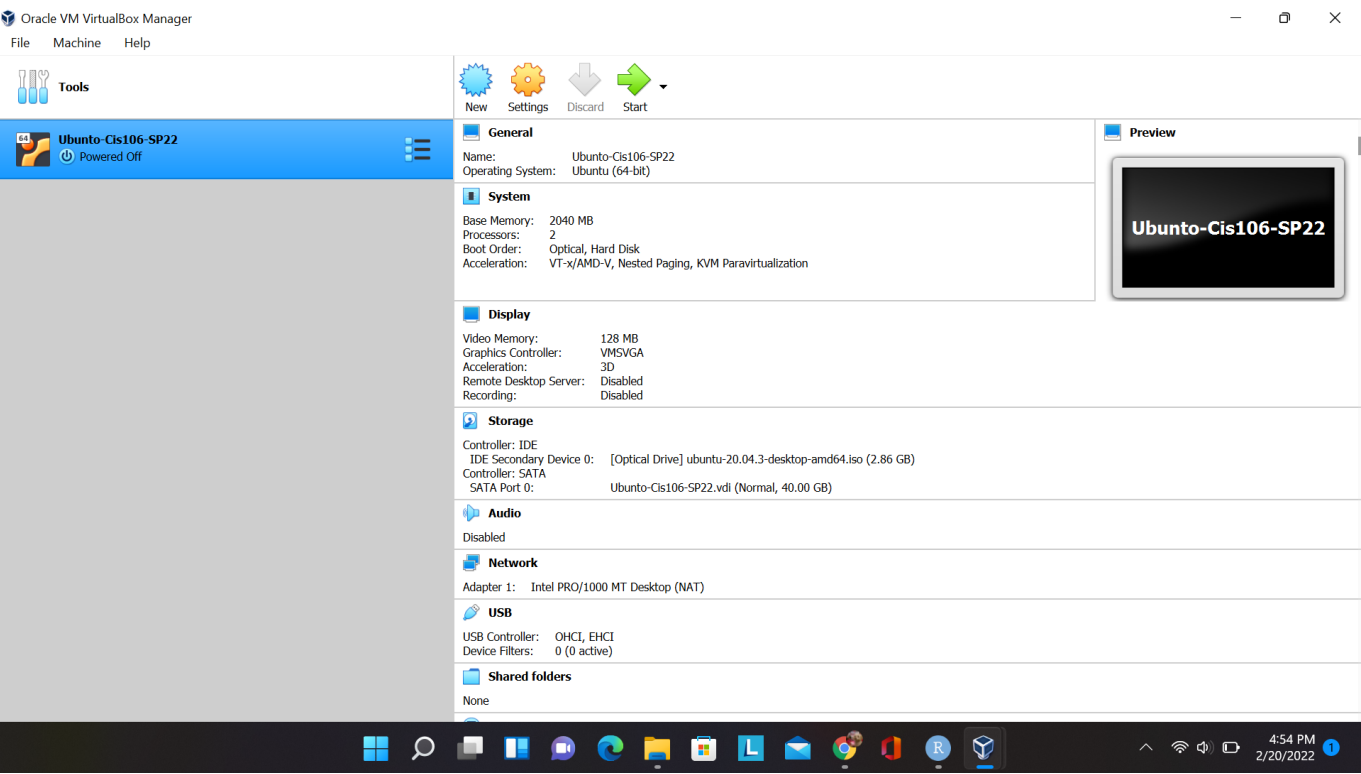 Oracle VM VirtualBox Manager
File Machine Help
Tools
New Settings Discard Start
64
Ubunto-Cis106-SP22
Powered Off
General
Name: Ubunto-Cis106-SP22
Operating System: Ubuntu (64-bit)
Preview
Ubunto-Cis106-SP22
System
Base Memory: 2040 MB
Processors: 2
Boot Order: Optical, Hard Disk
Acceleration: VT-x/AMD-V, Nested Paging, KVM Paravirtualization
Display
Video Memory: 128 MB
Graphics Controller: VMSVGA
Acceleration: 3D
Remote Desktop Server: Disabled
Recording: Disabled
Storage
Controller: IDE
IDE Secondary Device 0: [Optical Drive] ubuntu-20.04.3-desktop-amd64.iso (2.86 GB)
Controller: SATA
SATA Port 0: Ubunto-Cis106-SP22.vdi (Normal, 40.00 GB)
Audio
Disabled
Network
Adapter 1: Intel PRO/1000 MT Desktop (NAT)
USB
USB Controller: OHCI, EHCI
Device Filters: 0 (0 active)
Shared folders
None
L
R
4:54 PM
2/20/2022
1